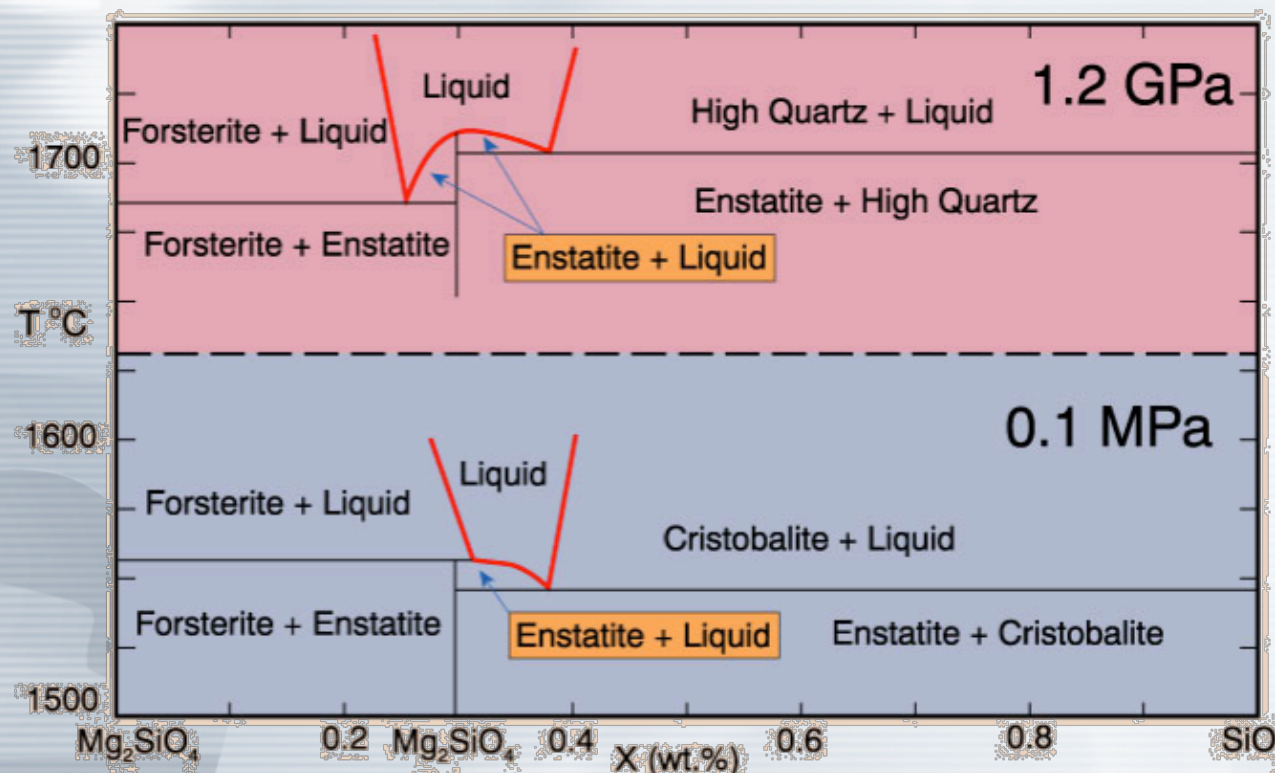 1.2 GPa
Liquid
High Quartz + Liquid
Forsterite + Liquid
1700
Enstatite + High Quartz
Forsterite + Enstatite
Enstatite + Liquid
T °C
0.1 MPa
1600
Liquid
Forsterite + Liquid
Cristobalite + Liquid
Forsterite + Enstatite
Enstatite + Liquid
Enstatite + Cristobalite
1500
Mg₂SiO₄ 0.2 Mg₂SiO₄ 0.4 0.6 0.8 SiO
X (wt.%)